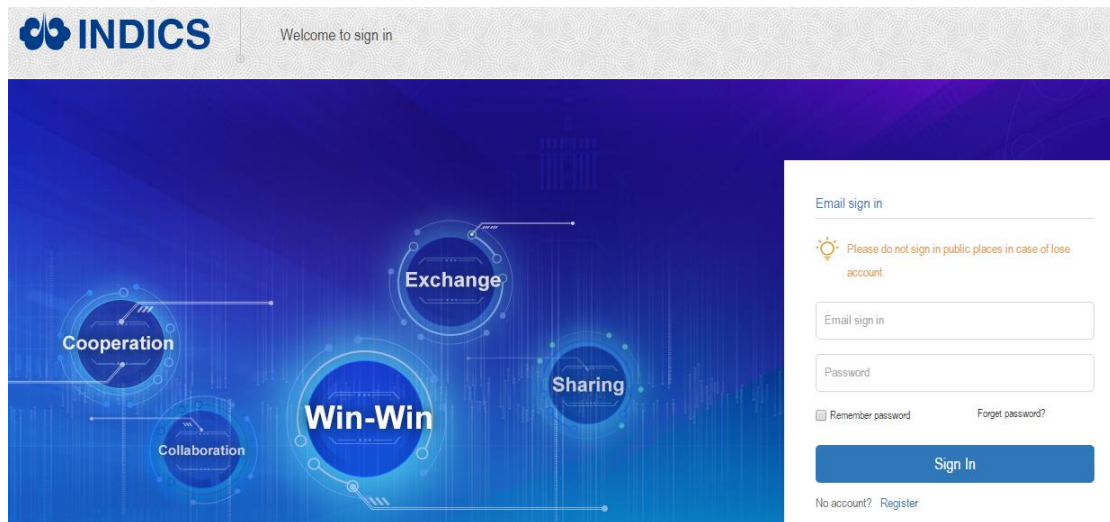 INDICS
Welcome to sign in
Exchange
Cooperation
Sharing
Win-Win
Collaboration
Email sign in
Please do not sign in public places in case of lose
account
Email sign in
Password
Remember password
Forget password?
Sign In
No account? Register